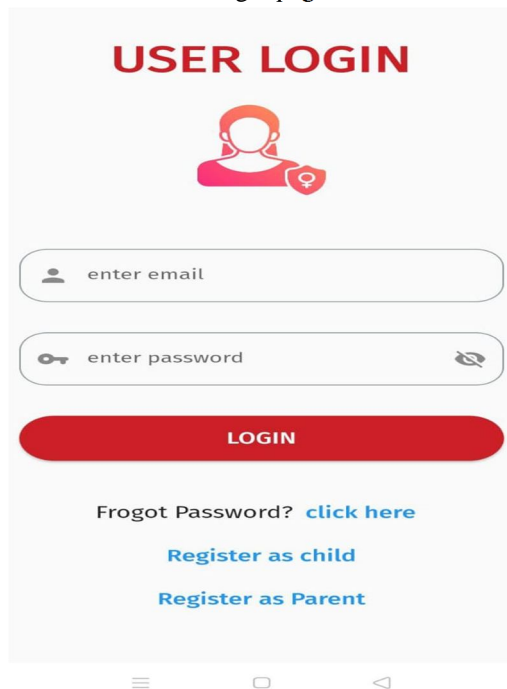 USER LOGIN
enter email
enter password
LOGIN
Frogot Password? click here
Register as child
Register as Parent